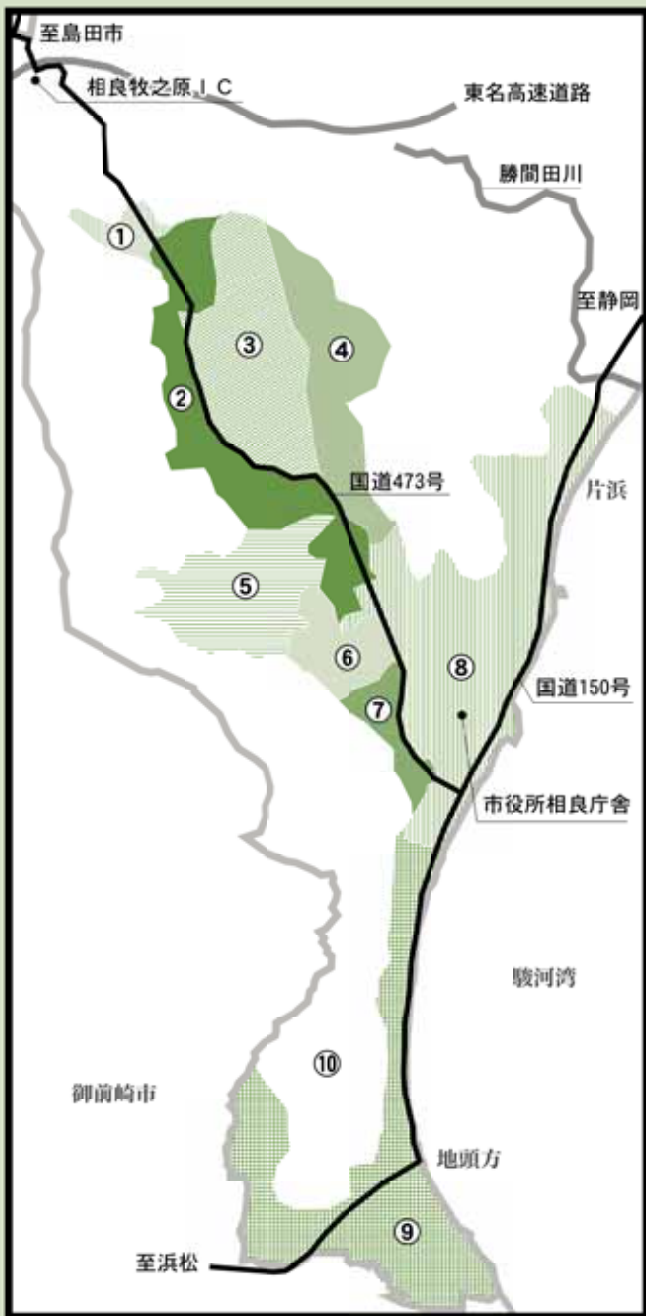 至島田市
相良牧之原IC
東名高速道路
勝間田川
①
至静岡
③
④
②
国道473号
片浜
⑤
⑥
⑧
国道150号
⑦
市役所相良庁舎
駿河湾
⑩
御前崎市
地頭方
⑨
至浜松